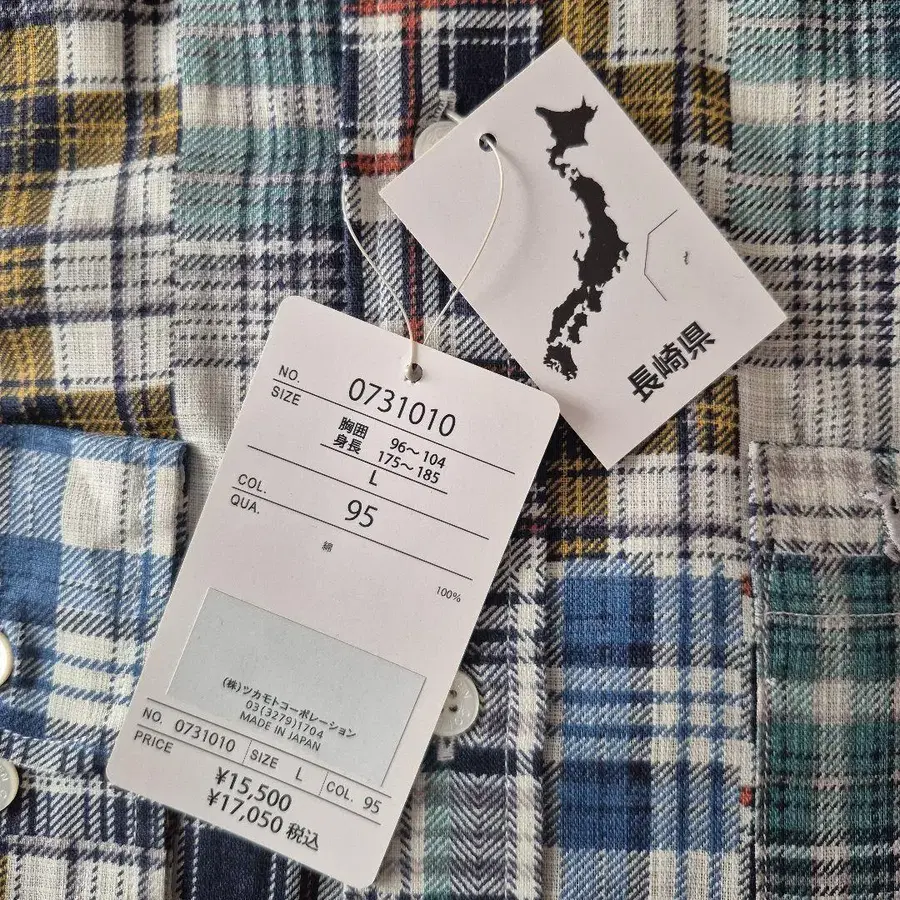 長崎県
NO. 0731010
SIZE 胸囲 96〜104
身長 175〜185
L
COL. 95
QUA.
綿
100%
(株)ツカモトコーポレーション
03(3279)1704
MADE IN JAPAN
NO. 0731010 SIZE L COL. 95
PRICE
¥15,500
¥17,050 税込